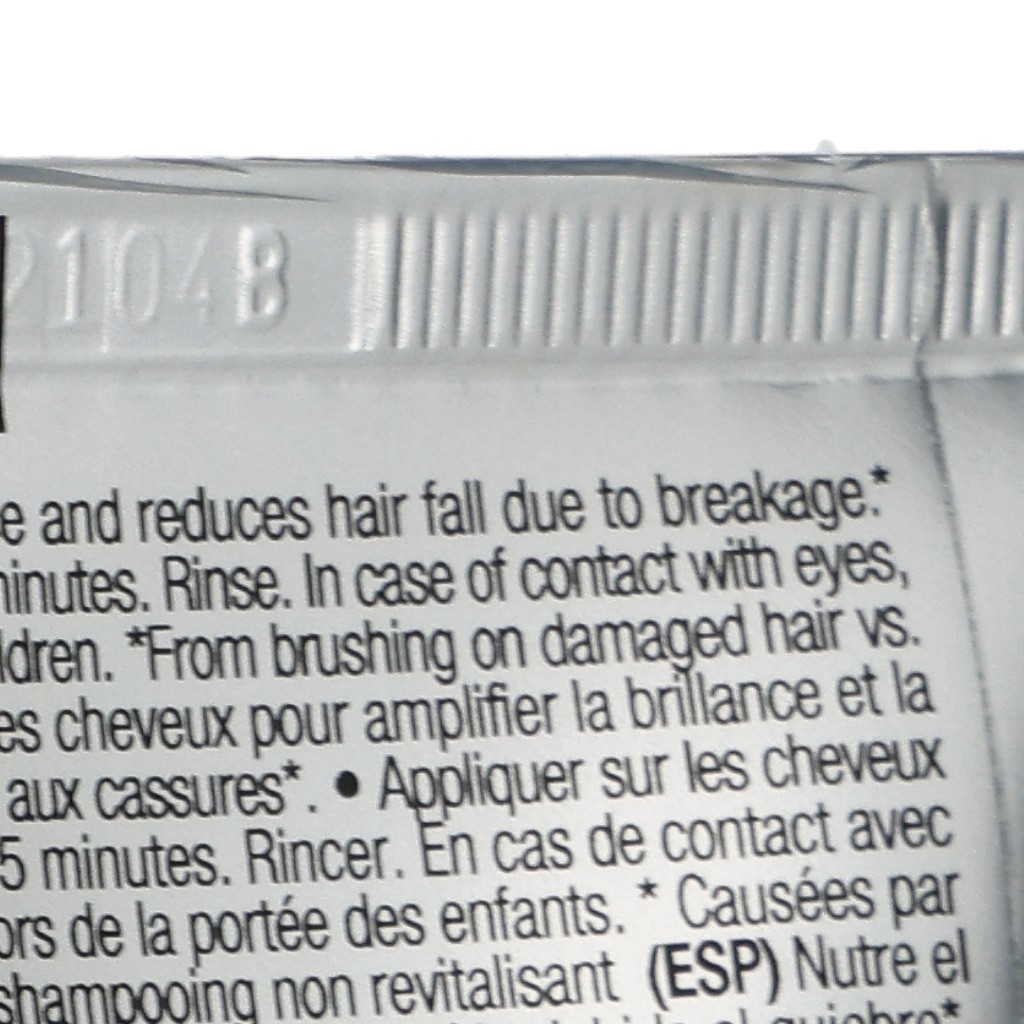 2104B
e and reduces hair fall due to breakage.*
minutes. Rinse. In case of contact with eyes,
ldren. *From brushing on damaged hair vs.
es cheveux pour amplifier la brillance et la
aux cassures*. • Appliquer sur les cheveux
5 minutes. Rincer. En cas de contact avec
ors de la portée des enfants. * Causées par
shampooing non revitalisant (ESP) Nutre el
quiebro*